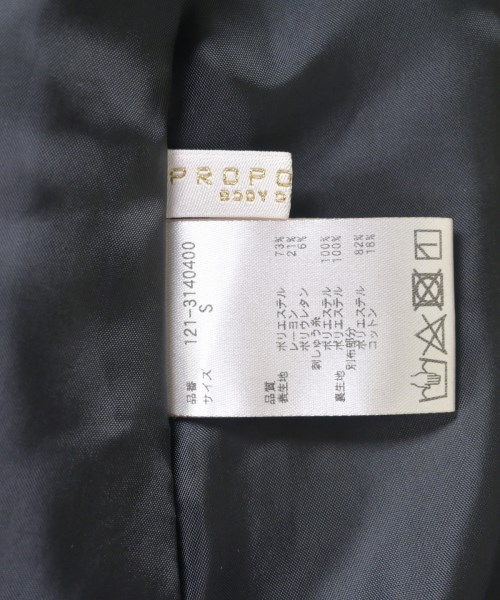 PROPO
BODY D
品番 121-3140400
サイズ S
品質
表生地 ポリエステル 73%
レーヨン 21%
ポリウレタン 6%
刺しゅう糸
ポリエステル 100%
裏生地 ポリエステル 100%
別布部分
ポリエステル 82%
コットン 18%